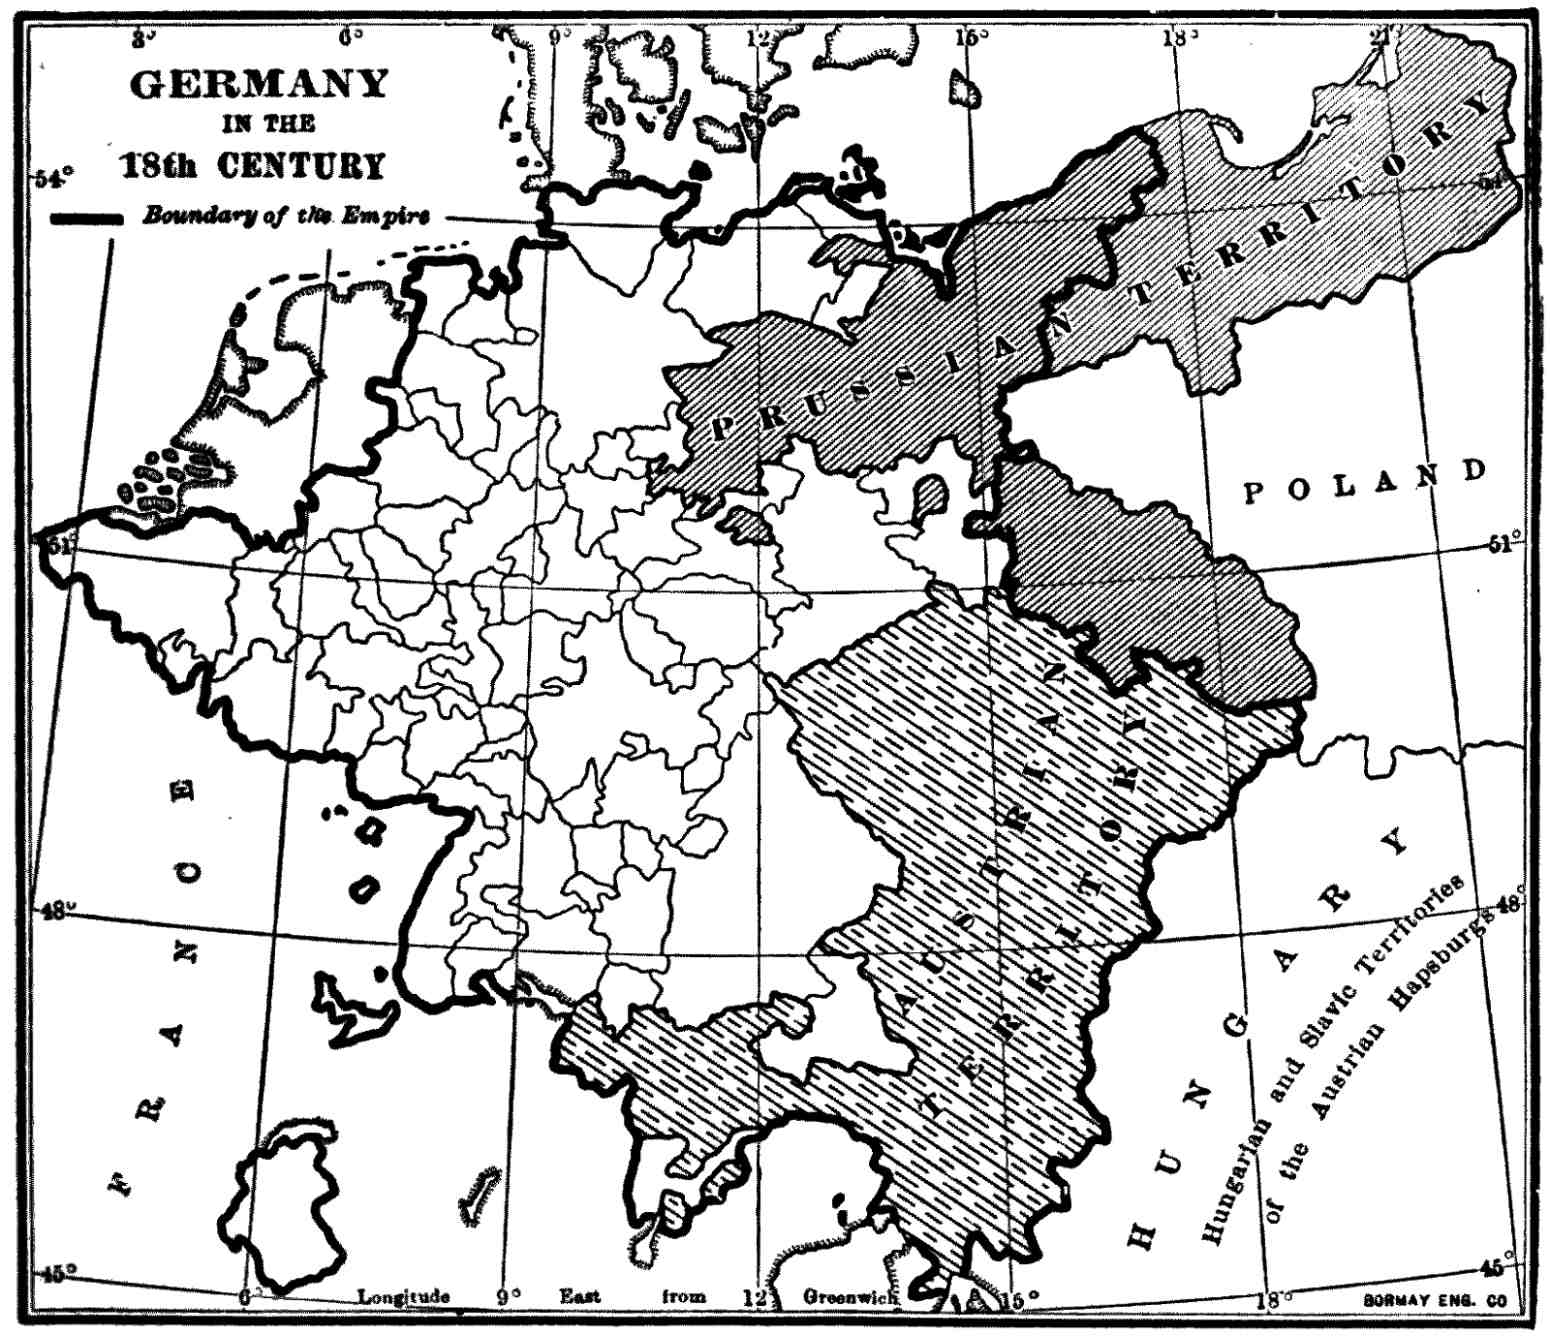 3° 6° 9° 12° 15° 18° 21°
GERMANY
IN THE
18th CENTURY
54°
54°
Boundary of the Empire
PRUSSIAN TERRITORY
POLAND
51°
51°
AUSTRIAN
TERRITORY
FRANCE
48°
48°
HUNGARY
Hungarian and Slavic Territories
of the Austrian Hapsburgs
45°
45°
6° Longitude 9° East from 12° Greenwich 15° 18°
BORMAY ENG. CO